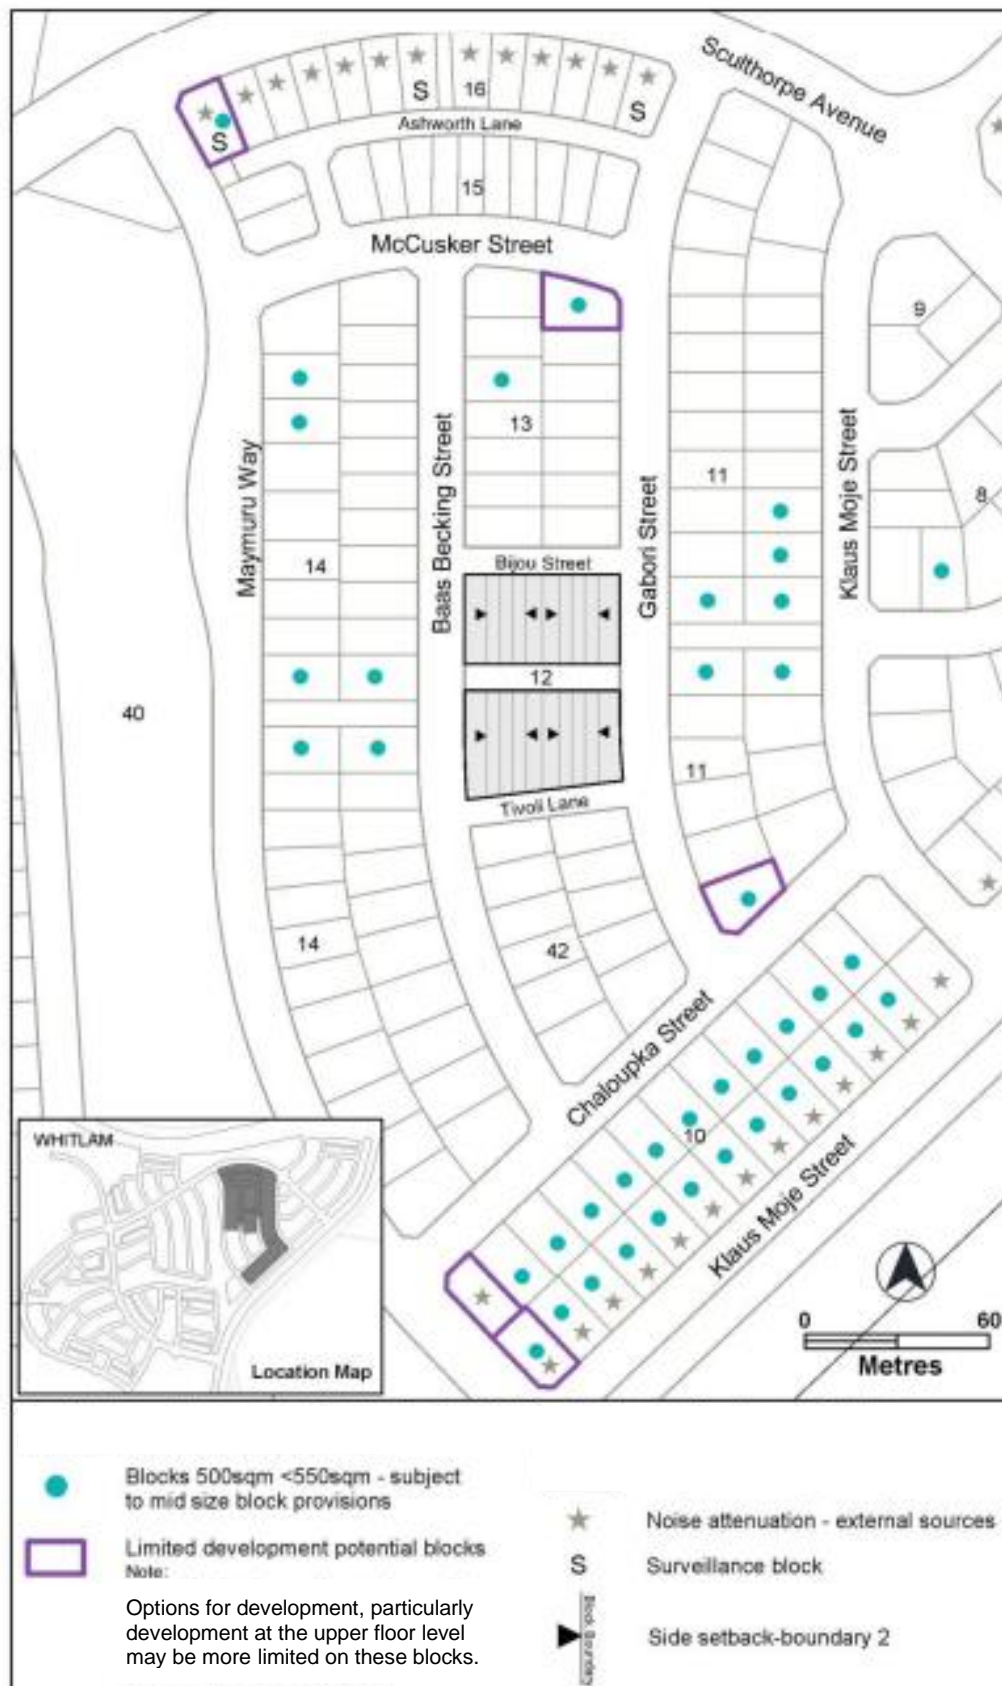 Sculthorpe Avenue
S
16
S
Ashworth Lane
S
15
McCusker Street
9
13
11
8
Maymuru Way
Baas Becking Street
Gabori Street
Klaus Moje Street
14
Bijou Street
12
40
11
Tivoli Lane
14
42
Chaloupka Street
10
Klaus Moje Street
WHITLAM
Location Map
0 60
Metres
Blocks 500sqm <550sqm - subject
to mid size block provisions
Limited development potential blocks
Note:
Options for development, particularly
development at the upper floor level
may be more limited on these blocks.
Noise attenuation - external sources
S Surveillance block
Block Boundary
Side setback-boundary 2